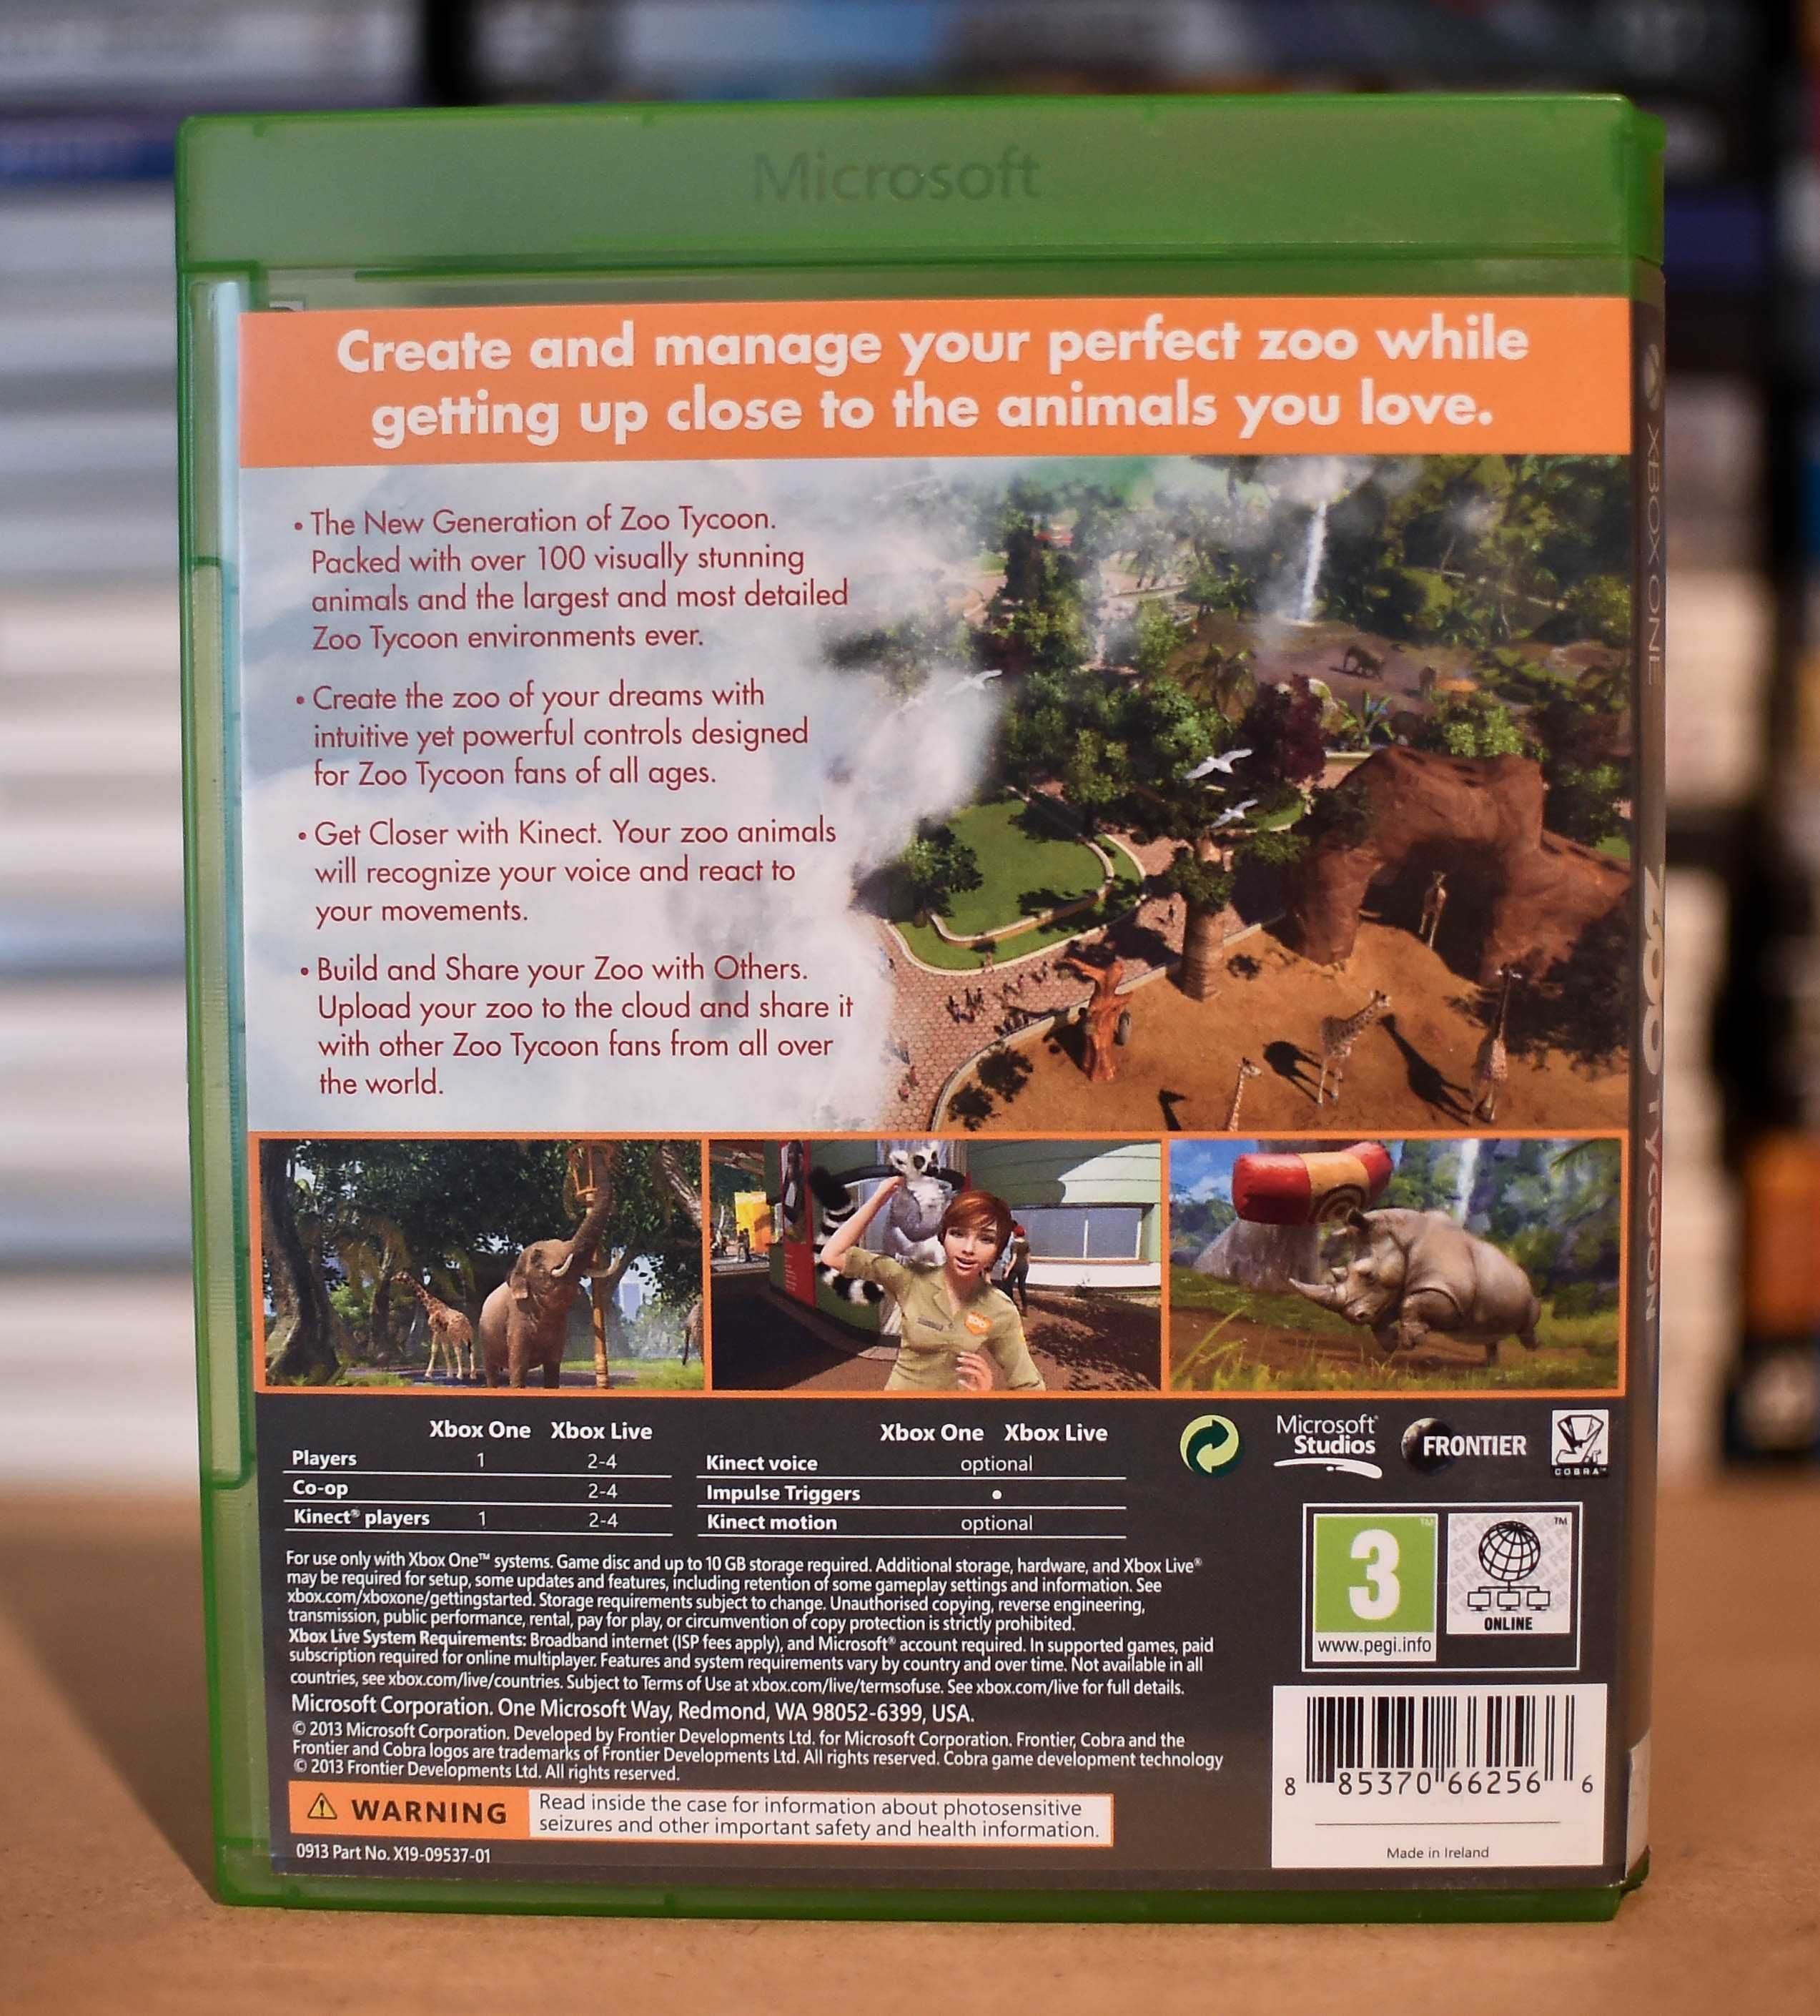 Microsoft
Create and manage your perfect zoo while
getting up close to the animals you love.
• The New Generation of Zoo Tycoon.
Packed with over 100 visually stunning
animals and the largest and most detailed
Zoo Tycoon environments ever.
• Create the zoo of your dreams with
intuitive yet powerful controls designed
for Zoo Tycoon fans of all ages.
• Get Closer with Kinect. Your zoo animals
will recognize your voice and react to
your movements.
• Build and Share your Zoo with Others.
Upload your zoo to the cloud and share it
with other Zoo Tycoon fans from all over
the world.
XBOX ONE
ZOO TYCOON
Xbox One Xbox Live
Players 1 2-4
Co-op 2-4
Kinect® players 1 2-4
Xbox One Xbox Live
Kinect voice optional
Impulse Triggers •
Kinect motion optional
Microsoft®
Studios
FRONTIER
COBRA™
For use only with Xbox One™ systems. Game disc and up to 10 GB storage required. Additional storage, hardware, and Xbox Live®
may be required for setup, some updates and features, including retention of some gameplay settings and information. See
xbox.com/xboxone/gettingstarted. Storage requirements subject to change. Unauthorised copying, reverse engineering,
transmission, public performance, rental, pay for play, or circumvention of copy protection is strictly prohibited.
Xbox Live System Requirements: Broadband internet (ISP fees apply), and Microsoft® account required. In supported games, paid
subscription required for online multiplayer. Features and system requirements vary by country and over time. Not available in all
countries, see xbox.com/live/countries. Subject to Terms of Use at xbox.com/live/termsofuse. See xbox.com/live for full details.
Microsoft Corporation. One Microsoft Way, Redmond, WA 98052-6399, USA.
© 2013 Microsoft Corporation. Developed by Frontier Developments Ltd. for Microsoft Corporation. Frontier, Cobra and the
Frontier and Cobra logos are trademarks of Frontier Developments Ltd. All rights reserved. Cobra game development technology
© 2013 Frontier Developments Ltd. All rights reserved.
WARNING
Read inside the case for information about photosensitive
seizures and other important safety and health information.
0913 Part No. X19-09537-01
3 ™
www.pegi.info
™
ONLINE
8 85370 66256 6
Made in Ireland